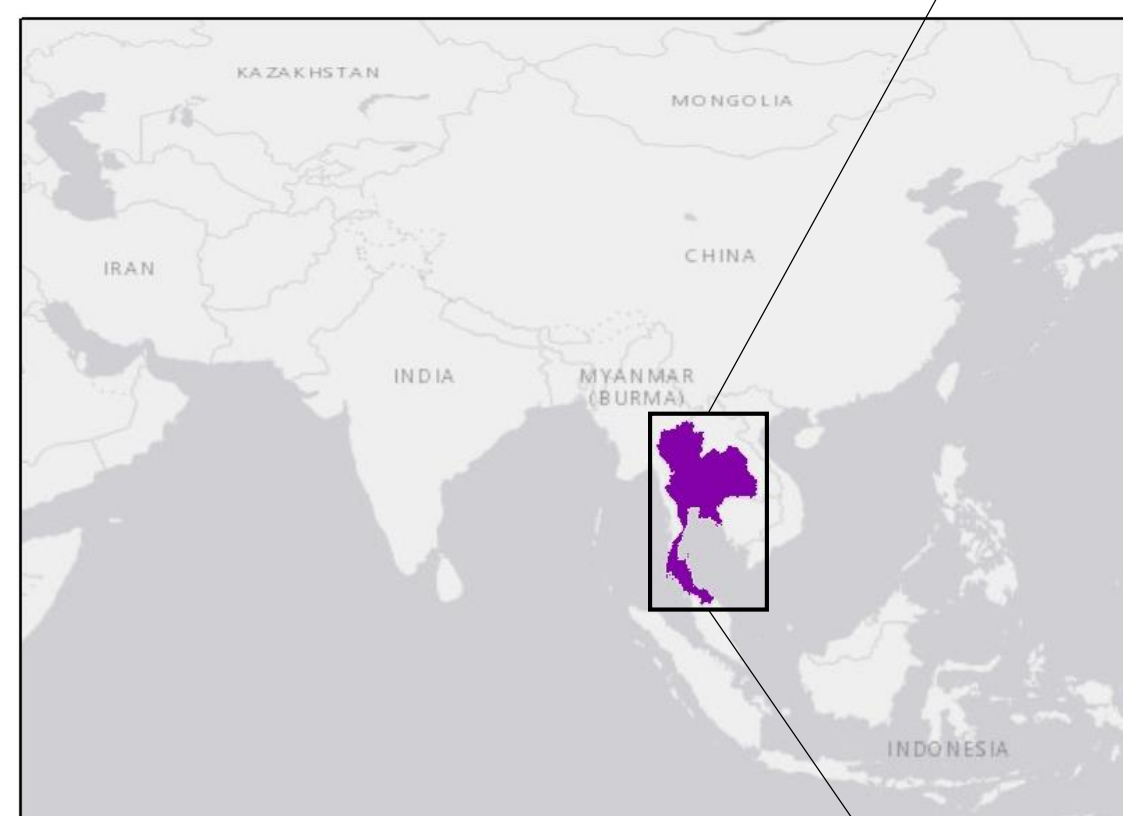 KAZAKHSTAN
MONGOLIA
CHINA
IRAN
INDIA
MYANMAR
(BURMA)
INDONESIA